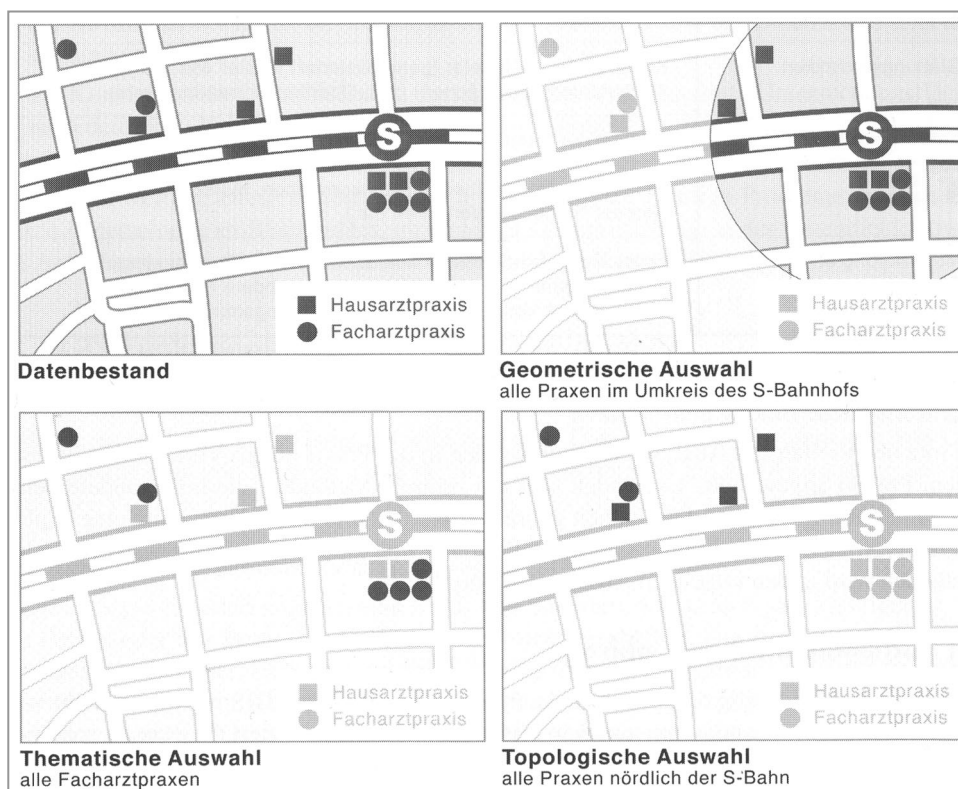 S
Hausarztpraxis
Facharztpraxis
Datenbestand
S
Hausarztpraxis
Facharztpraxis
Geometrische Auswahl
alle Praxen im Umkreis des S-Bahnhofs
S
Hausarztpraxis
Facharztpraxis
Thematische Auswahl
alle Facharztpraxen
S
Hausarztpraxis
Facharztpraxis
Topologische Auswahl
alle Praxen nördlich der S-Bahn